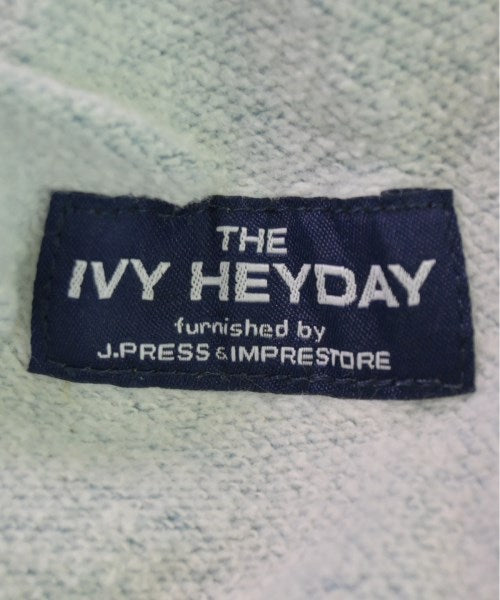 THE
IVY HEYDAY
furnished by
J.PRESS & IMPRESTORE